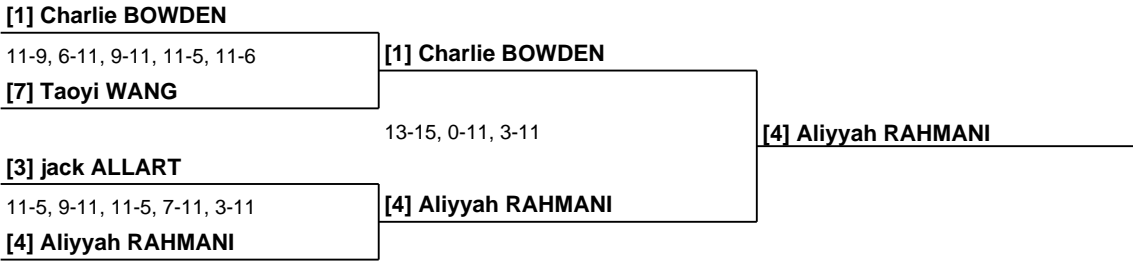 [1] Charlie BOWDEN
11-9, 6-11, 9-11, 11-5, 11-6
[7] Taoyi WANG
[1] Charlie BOWDEN
13-15, 0-11, 3-11
[4] Aliyyah RAHMANI
[3] jack ALLART
11-5, 9-11, 11-5, 7-11, 3-11
[4] Aliyyah RAHMANI
[4] Aliyyah RAHMANI